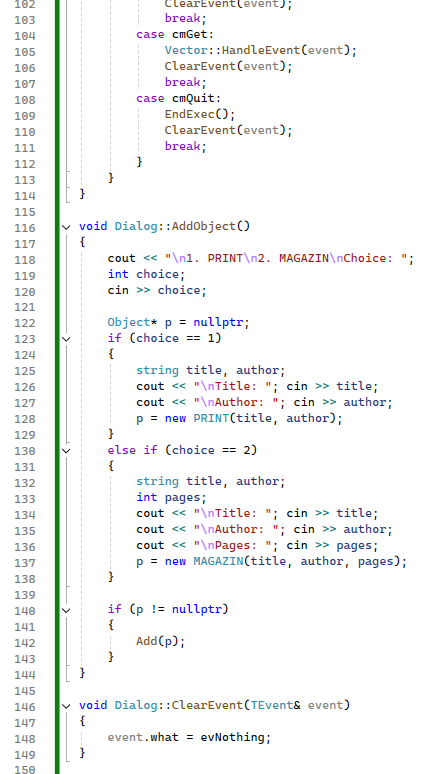 102 ClearEvent(event);
103 break;
104 case cmGet:
105 Vector::HandleEvent(event);
106 ClearEvent(event);
107 break;
108 case cmQuit:
109 EndExec();
110 ClearEvent(event);
111 break;
112 }
113 }
114 }
115
116 void Dialog::AddObject()
117 {
118 cout << "\n1. PRINT\n2. MAGAZIN\nChoice: ";
119 int choice;
120 cin >> choice;
121
122 Object* p = nullptr;
123 if (choice == 1)
124 {
125 string title, author;
126 cout << "\nTitle: "; cin >> title;
127 cout << "\nAuthor: "; cin >> author;
128 p = new PRINT(title, author);
129 }
130 else if (choice == 2)
131 {
132 string title, author;
133 int pages;
134 cout << "\nTitle: "; cin >> title;
135 cout << "\nAuthor: "; cin >> author;
136 cout << "\nPages: "; cin >> pages;
137 p = new MAGAZIN(title, author, pages);
138 }
139
140 if (p != nullptr)
141 {
142 Add(p);
143 }
144 }
145
146 void Dialog::ClearEvent(TEvent& event)
147 {
148 event.what = evNothing;
149 }
150